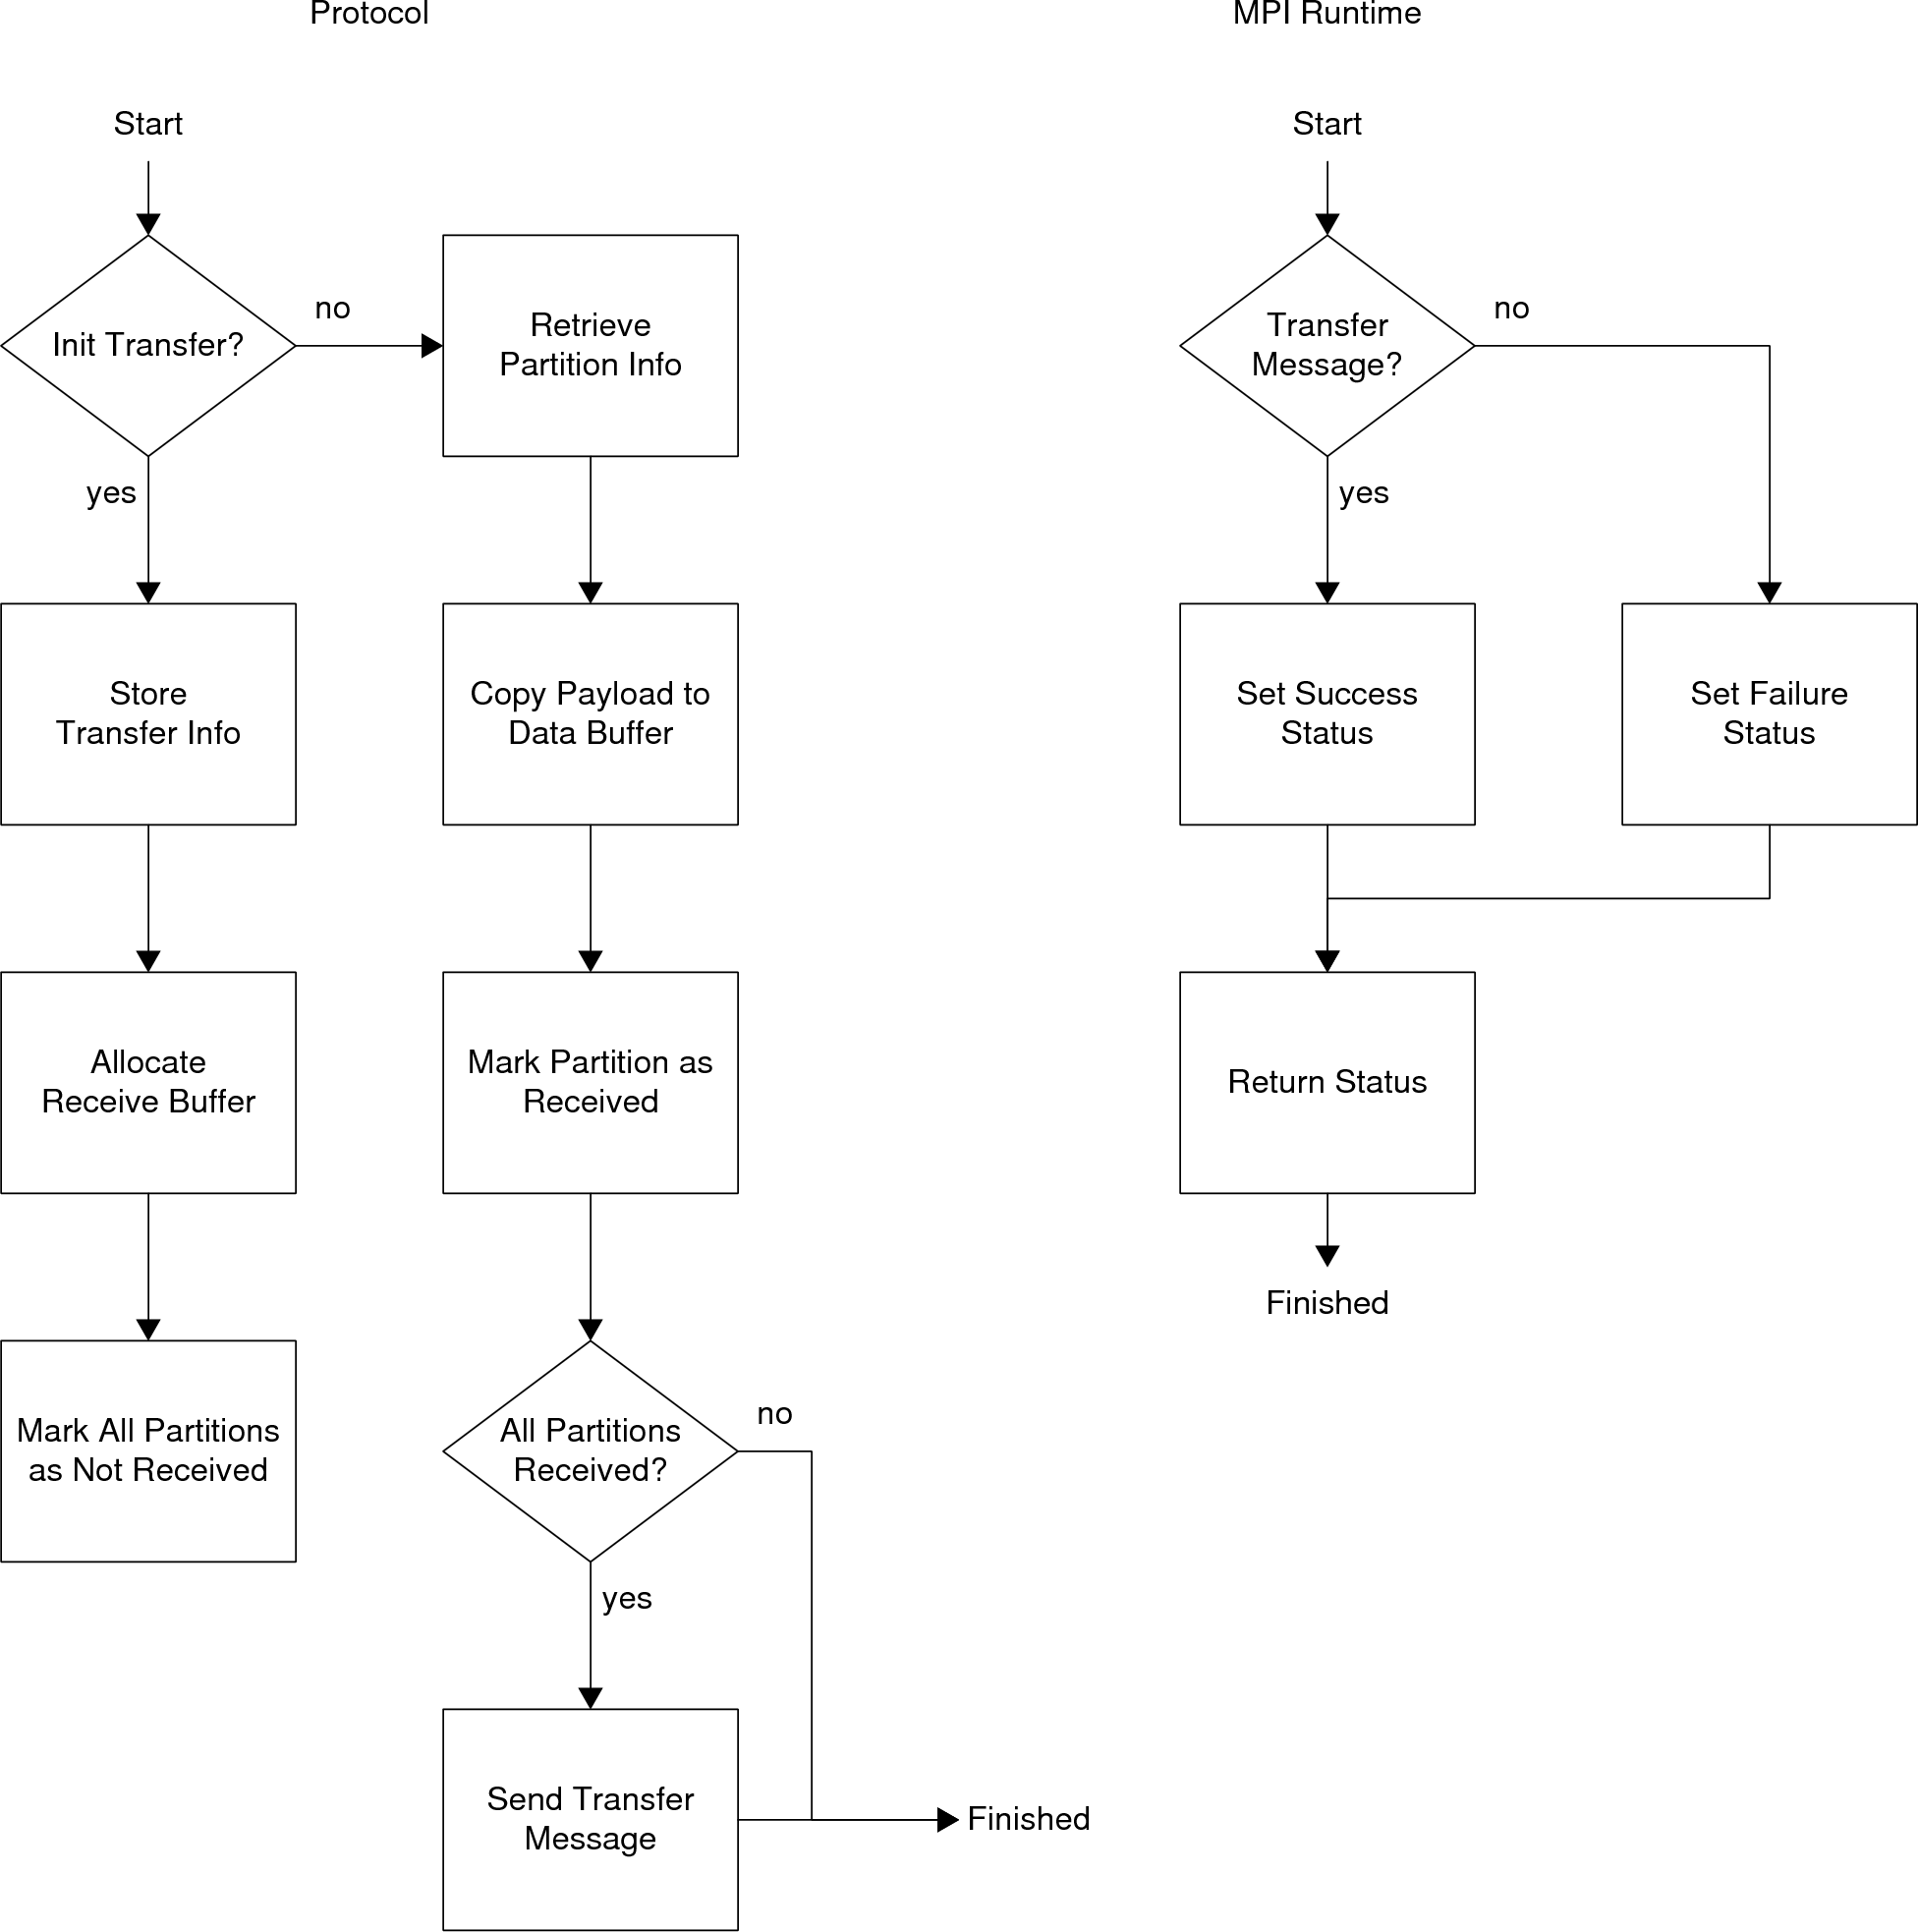 Protocol
MPI Runtime
Start
Start
Init Transfer?
no
Retrieve
Partition Info
Transfer
Message?
no
yes
yes
Store
Transfer Info
Copy Payload to
Data Buffer
Set Success
Status
Set Failure
Status
Allocate
Receive Buffer
Mark Partition as
Received
Return Status
Finished
Mark All Partitions
as Not Received
All Partitions
Received?
no
yes
Send Transfer
Message
Finished